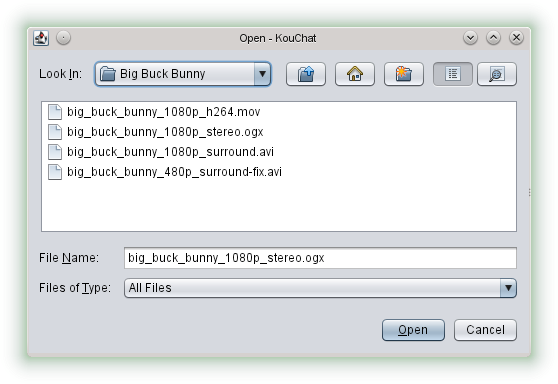 Open - KouChat
Look In: Big Buck Bunny
big_buck_bunny_1080p_h264.mov
big_buck_bunny_1080p_stereo.ogx
big_buck_bunny_1080p_surround.avi
big_buck_bunny_480p_surround-fix.avi
File Name: big_buck_bunny_1080p_stereo.ogx
Files of Type: All Files
Open Cancel